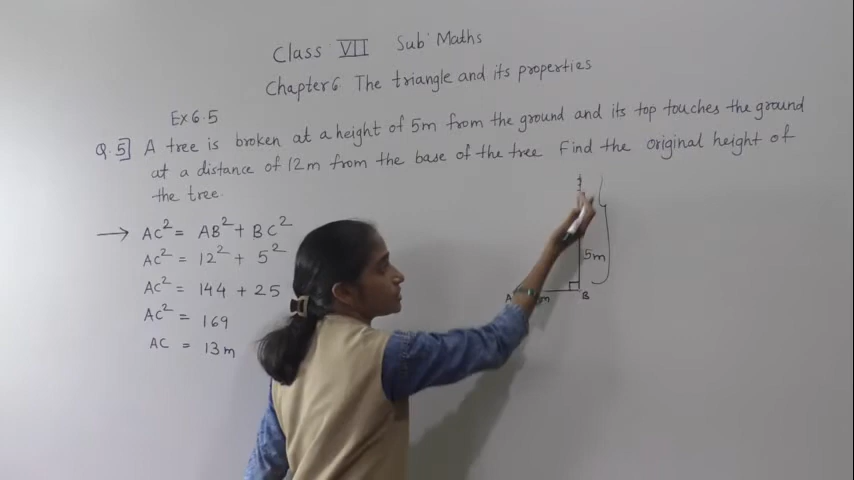 Class VII Sub: Maths
Chapter 6 The triangle and its properties
Ex 6.5
Q.5] A tree is broken at a height of 5m from the ground and its top touches the ground
at a distance of 12m from the base of the tree Find the original height of
the tree.
→ AC² = AB² + BC²
AC² = 12² + 5²
AC² = 144 + 25
AC² = 169
AC = 13m
5m
A m B